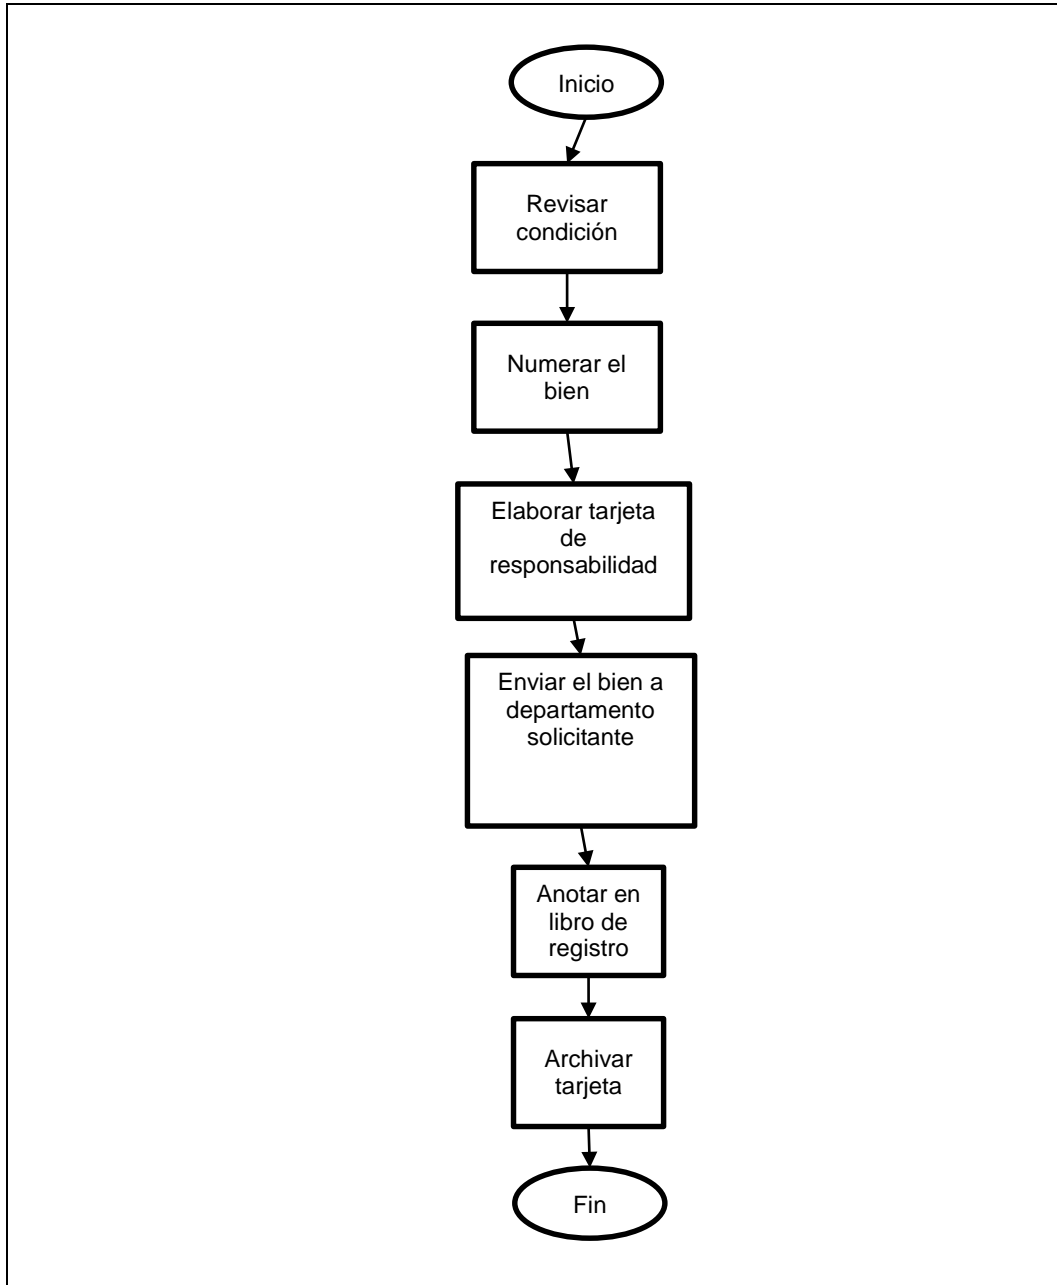 Inicio
Revisar
condición
Numerar el
bien
Elaborar tarjeta
de
responsabilidad
Enviar el bien a
departamento
solicitante
Anotar en
libro de
registro
Archivar
tarjeta
Fin